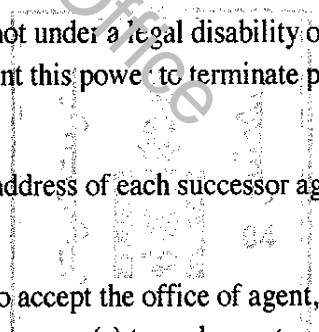 not under a legal disability o
nt this power to terminate p
address of each successor ag
o accept the office of agent,
Office